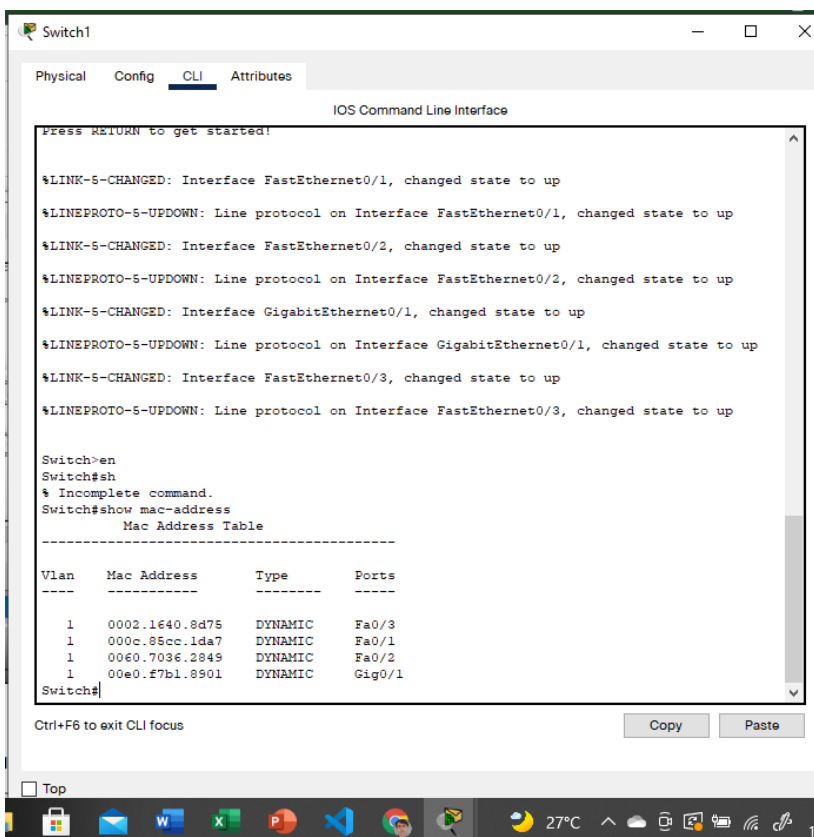 Switch1
Physical Config CLI Attributes
IOS Command Line Interface
Press RETURN to get started!
%LINK-5-CHANGED: Interface FastEthernet0/1, changed state to up
%LINEPROTO-5-UPDOWN: Line protocol on Interface FastEthernet0/1, changed state to up
%LINK-5-CHANGED: Interface FastEthernet0/2, changed state to up
%LINEPROTO-5-UPDOWN: Line protocol on Interface FastEthernet0/2, changed state to up
%LINK-5-CHANGED: Interface GigabitEthernet0/1, changed state to up
%LINEPROTO-5-UPDOWN: Line protocol on Interface GigabitEthernet0/1, changed state to up
%LINK-5-CHANGED: Interface FastEthernet0/3, changed state to up
%LINEPROTO-5-UPDOWN: Line protocol on Interface FastEthernet0/3, changed state to up
Switch>en
Switch#sh
% Incomplete command.
Switch#show mac-address
Mac Address Table
-------------------------------------------
Vlan Mac Address Type Ports
---- ----------- -------- -----
1 0002.1640.8d75 DYNAMIC Fa0/3
1 000c.85cc.1da7 DYNAMIC Fa0/1
1 0060.7036.2849 DYNAMIC Fa0/2
1 00e0.f7b1.8901 DYNAMIC Gig0/1
Switch#
Ctrl+F6 to exit CLI focus
Copy Paste
Top
27°C